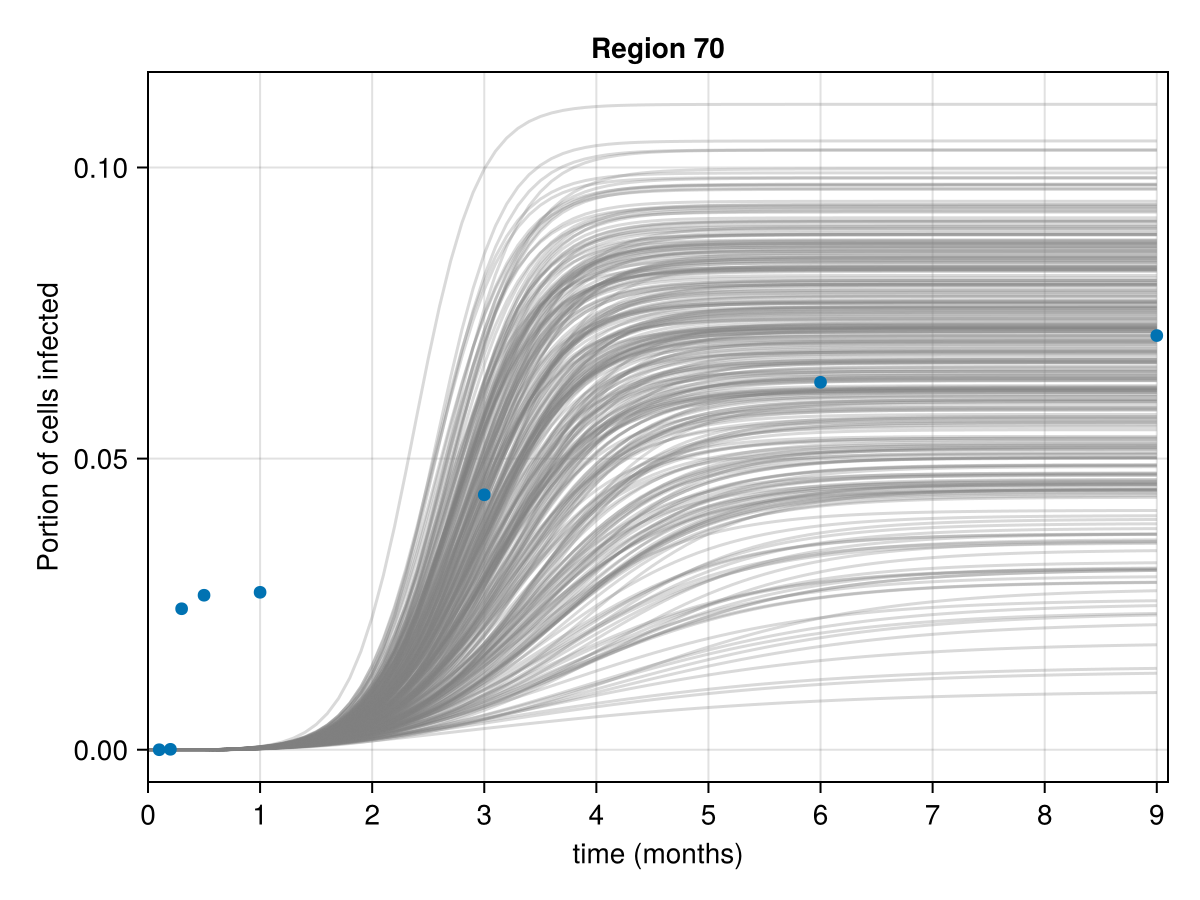 Region 70
Portion of cells infected
0.10
0.05
0.00
0 1 2 3 4 5 6 7 8 9
time (months)